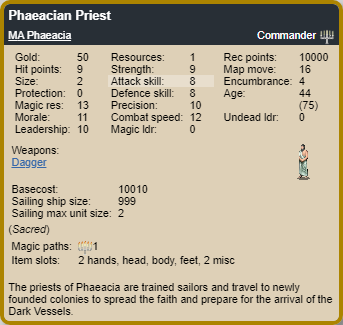 Phaeacian Priest
MA Phaeacia Commander
Gold: 50 Resources: 1 Rec points: 10000
Hit points: 9 Strength: 9 Map move: 16
Size: 2 Attack skill: 8 Encumbrance: 4
Protection: 0 Defence skill: 8 Age: 44
Magic res: 13 Precision: 10 (75)
Morale: 11 Combat speed: 12 Undead ldr: 0
Leadership: 10 Magic ldr: 0
Weapons:
Dagger
Basecost: 10010
Sailing ship size: 999
Sailing max unit size: 2
(Sacred)
Magic paths: 1
Item slots: 2 hands, head, body, feet, 2 misc
The priests of Phaeacia are trained sailors and travel to newly
founded colonies to spread the faith and prepare for the arrival of the
Dark Vessels.